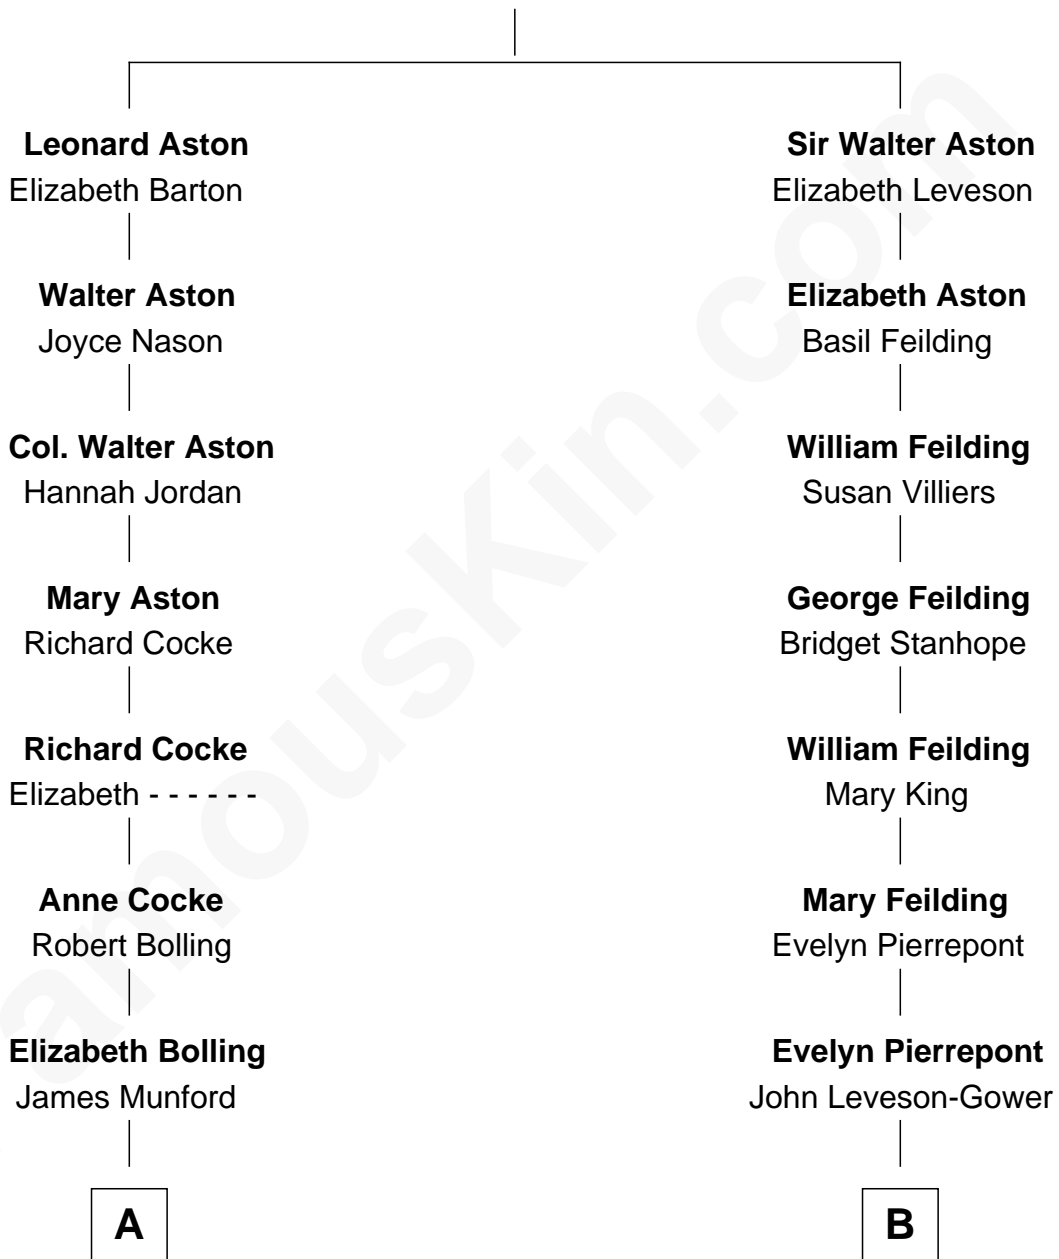 Leonard Aston
Elizabeth Barton
Sir Walter Aston
Elizabeth Leveson
Walter Aston
Joyce Nason
Elizabeth Aston
Basil Feilding
Col. Walter Aston
Hannah Jordan
William Feilding
Susan Villiers
Mary Aston
Richard Cocke
George Feilding
Bridget Stanhope
Richard Cocke
Elizabeth - - - - - -
William Feilding
Mary King
Anne Cocke
Robert Bolling
Mary Feilding
Evelyn Pierrepont
Elizabeth Bolling
James Munford
Evelyn Pierrepont
John Leveson-Gower
A
B
amousKin.com